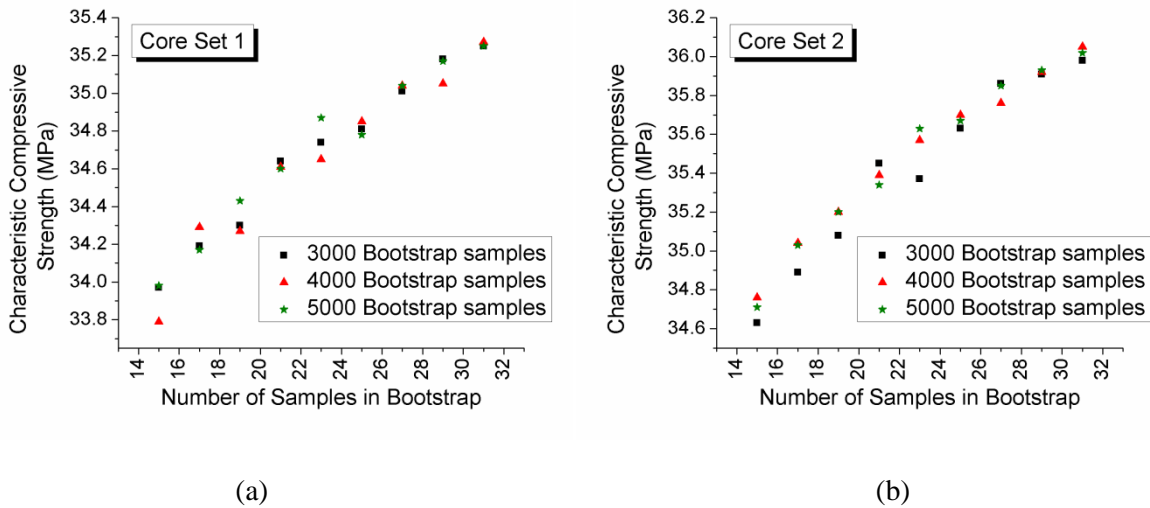 Core Set 1
35.4
35.2
35.0
34.8
34.6
34.4
34.2
34.0
33.8
Characteristic Compressive
Strength (MPa)
3000 Bootstrap samples
4000 Bootstrap samples
5000 Bootstrap samples
14 16 18 20 22 24 26 28 30 32
Number of Samples in Bootstrap
(a)
Core Set 2
36.2
36.0
35.8
35.6
35.4
35.2
35.0
34.8
34.6
Characteristic Compressive
Strength (MPa)
3000 Bootstrap samples
4000 Bootstrap samples
5000 Bootstrap samples
14 16 18 20 22 24 26 28 30 32
Number of Samples in Bootstrap
(b)